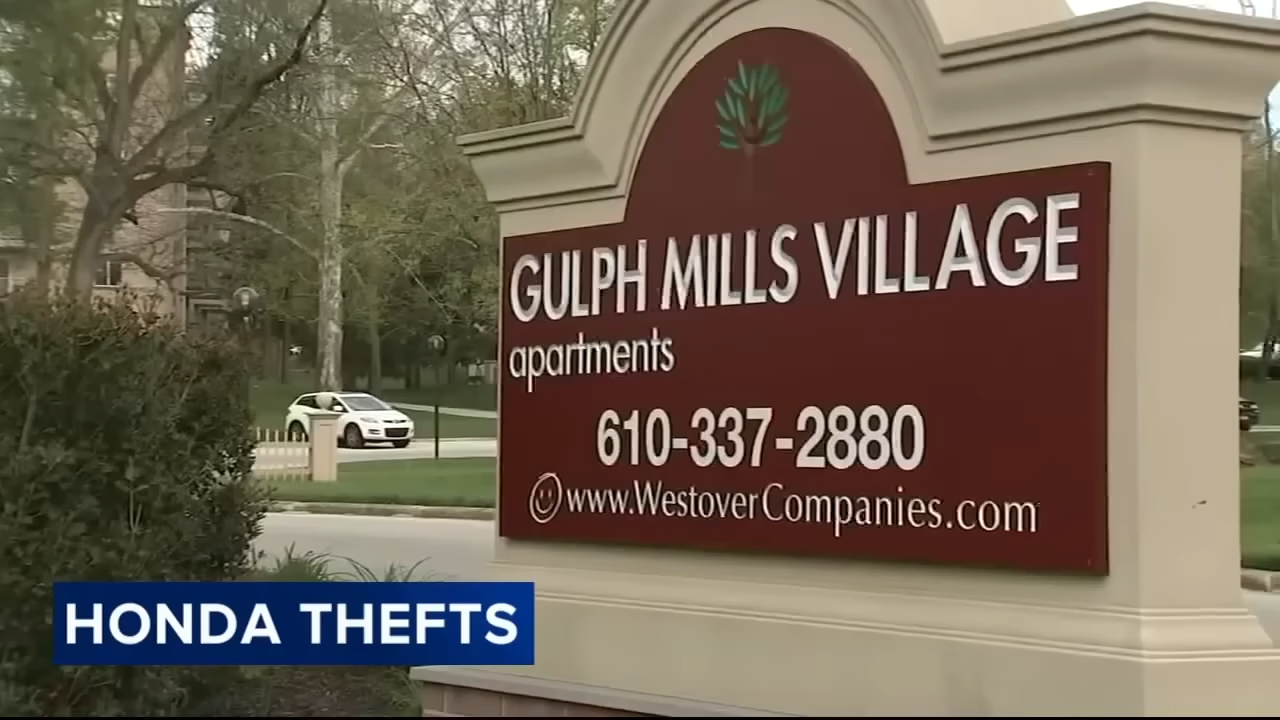 GULPH MILLS VILLAGE
apartments
610-337-2880
www.WestoverCompanies.com
HONDA THEFTS